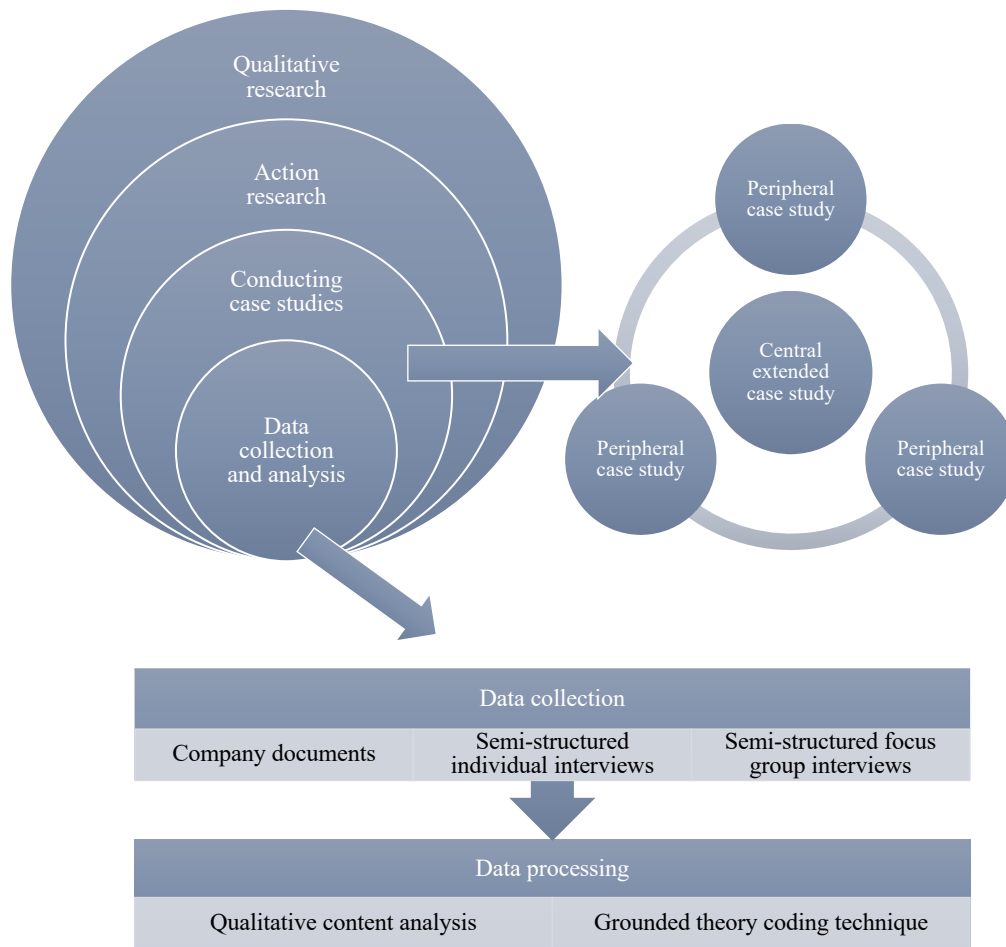 Qualitative
research
Action
research
Conducting
case studies
Data
collection
and analysis
Peripheral
case study
Central
extended
case study
Peripheral
case study
Peripheral
case study
Data collection
Company documents
Semi-structured
individual interviews
Semi-structured focus
group interviews
Data processing
Qualitative content analysis
Grounded theory coding technique